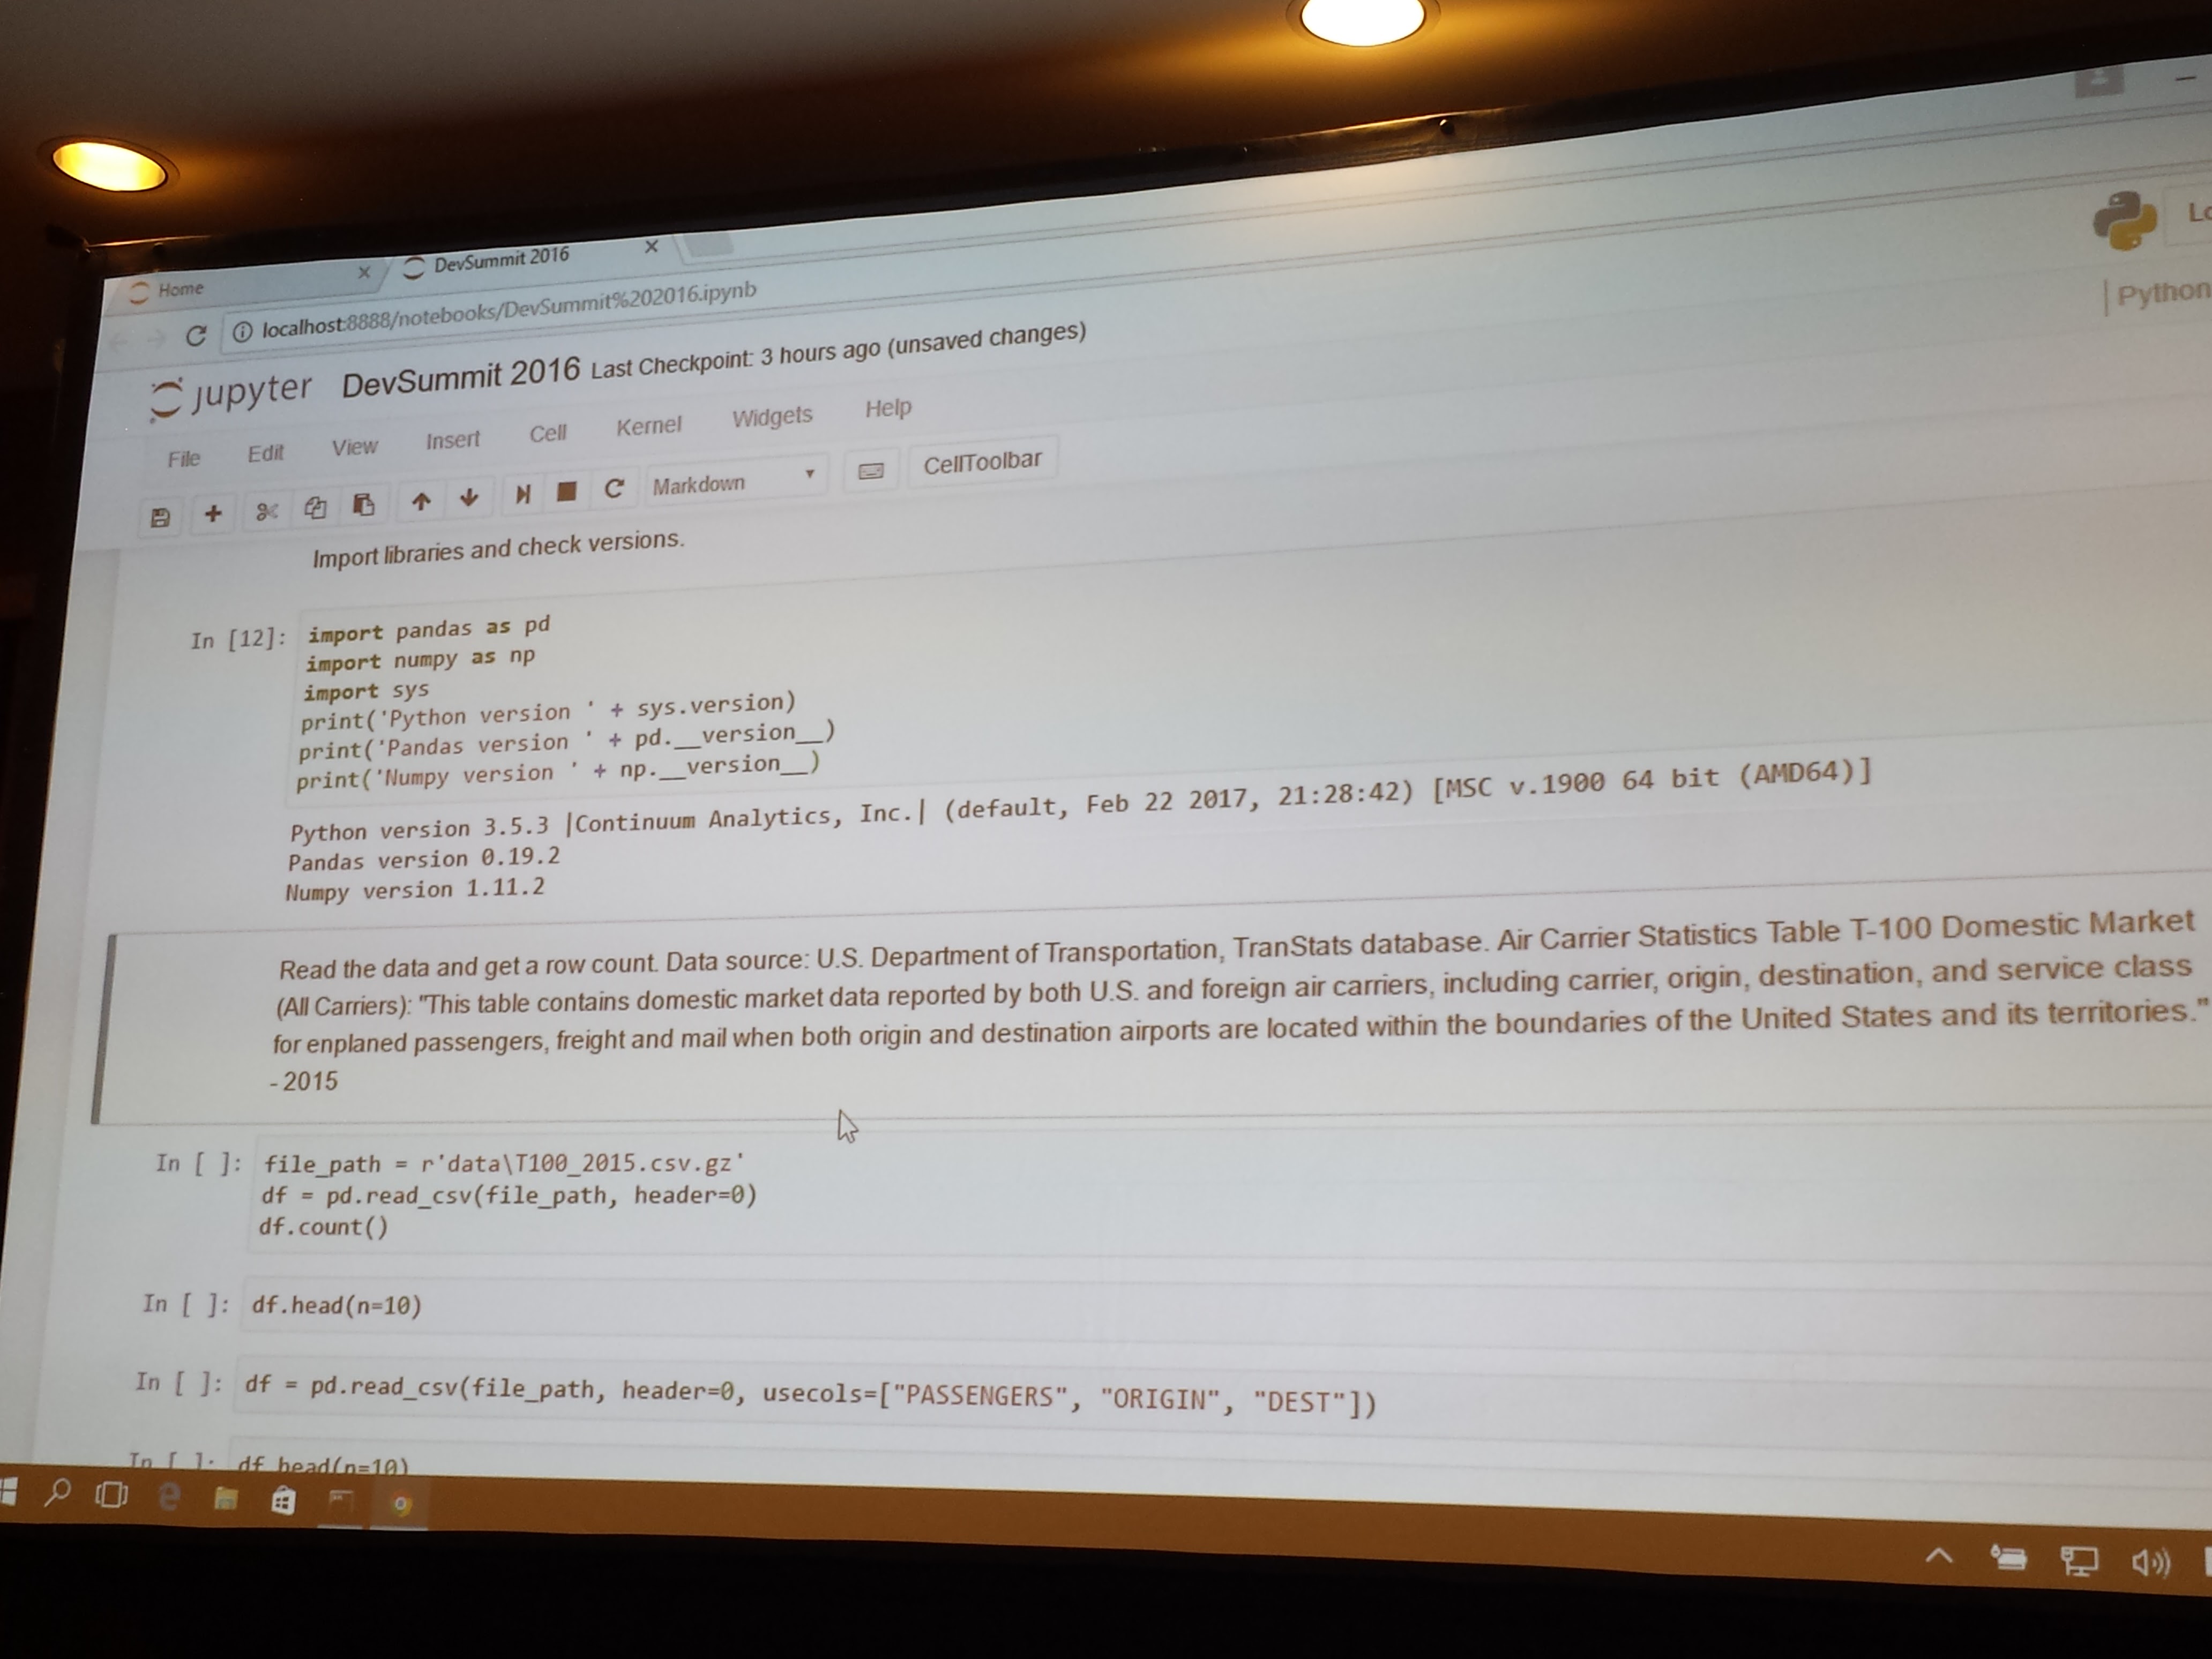 Home
DevSummit 2016
localhost:8888/notebooks/DevSummit%202016.ipynb
jupyter DevSummit 2016 Last Checkpoint: 3 hours ago (unsaved changes)
Python
File Edit View Insert Cell Kernel Widgets Help
Markdown CellToolbar
Import libraries and check versions.
In [12]: import pandas as pd
import numpy as np
import sys
print('Python version ' + sys.version)
print('Pandas version ' + pd.__version__)
print('Numpy version ' + np.__version__)
Python version 3.5.3 |Continuum Analytics, Inc.| (default, Feb 22 2017, 21:28:42) [MSC v.1900 64 bit (AMD64)]
Pandas version 0.19.2
Numpy version 1.11.2
Read the data and get a row count. Data source: U.S. Department of Transportation, TranStats database. Air Carrier Statistics Table T-100 Domestic Market
(All Carriers): "This table contains domestic market data reported by both U.S. and foreign air carriers, including carrier, origin, destination, and service class
for enplaned passengers, freight and mail when both origin and destination airports are located within the boundaries of the United States and its territories."
- 2015
In [ ]: file_path = r'data\T100_2015.csv.gz'
df = pd.read_csv(file_path, header=0)
df.count()
In [ ]: df.head(n=10)
In [ ]: df = pd.read_csv(file_path, header=0, usecols=["PASSENGERS", "ORIGIN", "DEST"])
In [ ]: df.head(n=10)